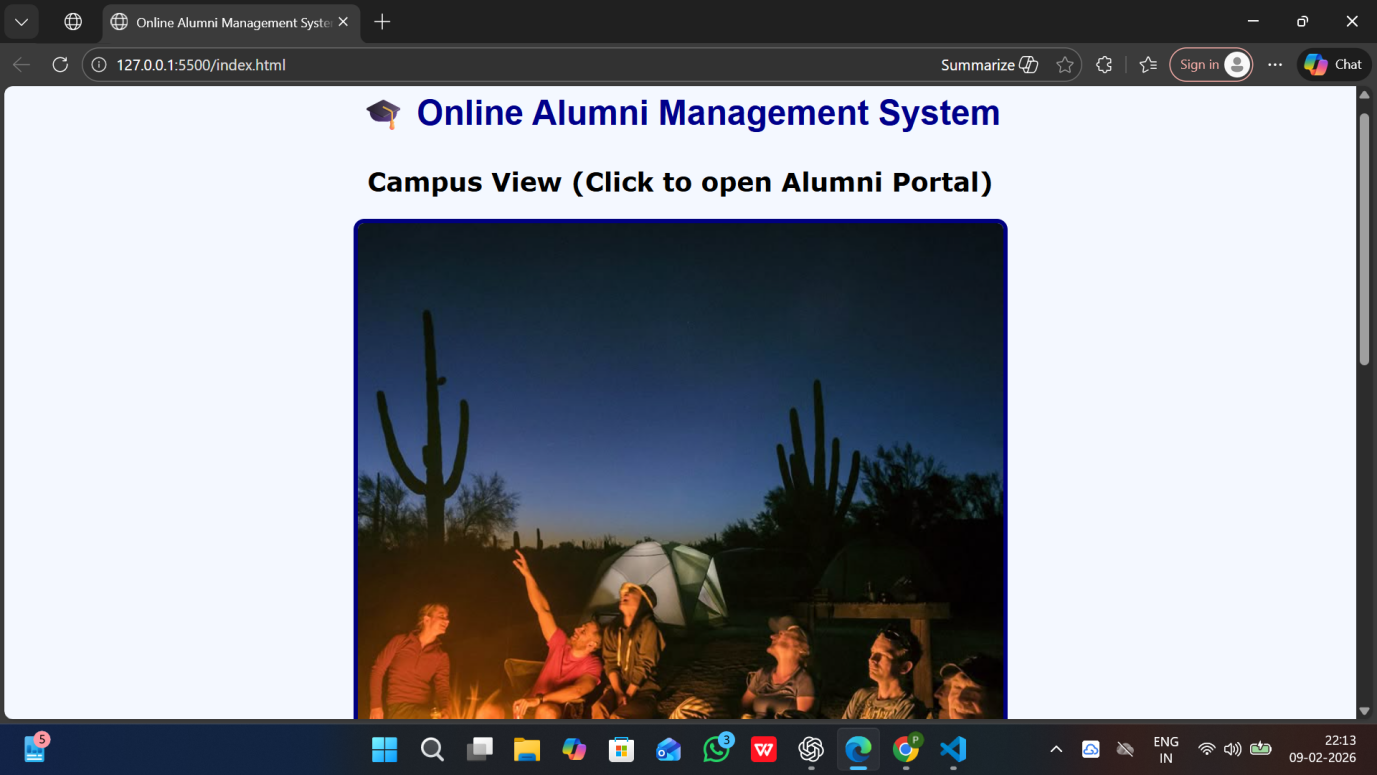 Online Alumni Management Syste
127.0.0.1:5500/index.html
Summarize
Sign in
Chat
Online Alumni Management System
Campus View (Click to open Alumni Portal)
5
3
W
P
ENG
IN
22:13
09-02-2026